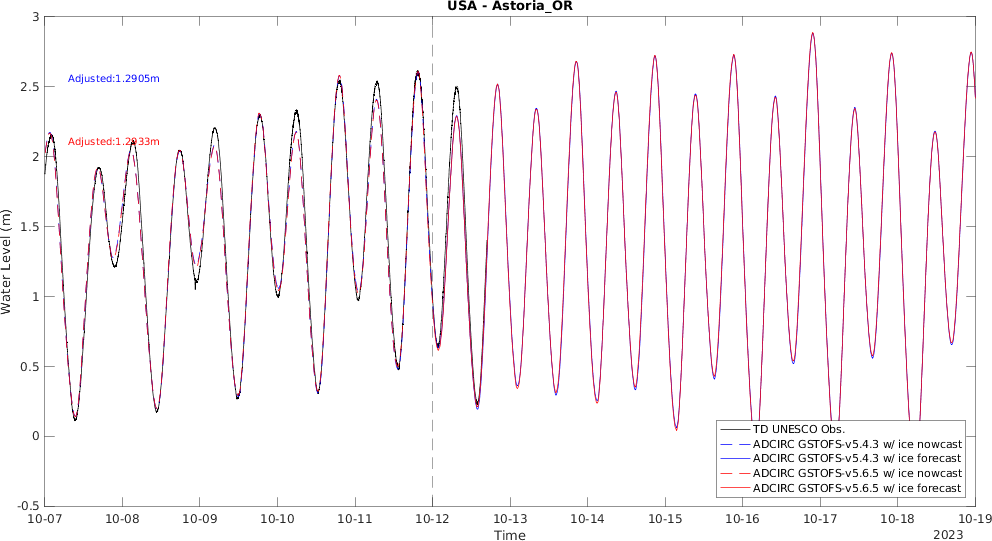 USA - Astoria_OR
3
2.5
2
1.5
1
0.5
0
-0.5
Water Level (m)
Adjusted:1.2905m
Adjusted:1.2933m
TD UNESCO Obs.
ADCIRC GSTOFS-v5.4.3 w/ ice nowcast
ADCIRC GSTOFS-v5.4.3 w/ ice forecast
ADCIRC GSTOFS-v5.6.5 w/ ice nowcast
ADCIRC GSTOFS-v5.6.5 w/ ice forecast
10-07 10-08 10-09 10-10 10-11 10-12 10-13 10-14 10-15 10-16 10-17 10-18 10-19
Time
2023